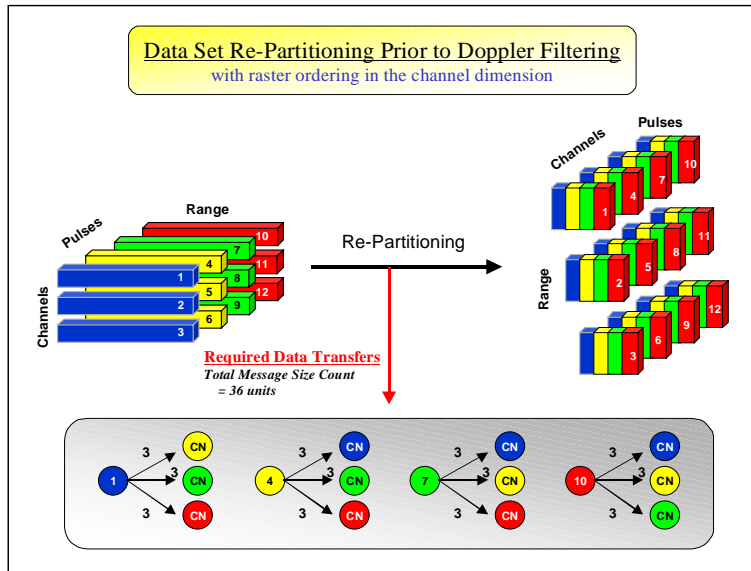 Data Set Re-Partitioning Prior to Doppler Filtering
with raster ordering in the channel dimension
Pulses
Channels
10
7
4
1
Range
Pulses
10
7
4
11
1
8
5
12
2
9
6
3
Channels
Re-Partitioning
11
8
5
2
Range
12
9
6
3
Required Data Transfers
Total Message Size Count
= 36 units
3
CN
3
CN
3
CN
3
CN
1
3
CN
4
3
CN
7
3
CN
10
3
CN
3
CN
3
CN
3
CN
3
CN